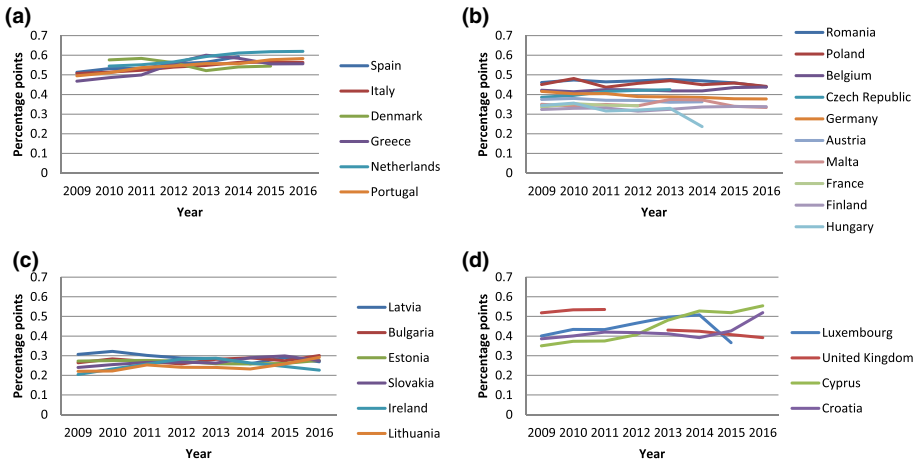 (a)
Percentage points
0.7
0.6
0.5
0.4
0.3
0.2
0.1
0
2009 2010 2011 2012 2013 2014 2015 2016
Year
Spain
Italy
Denmark
Greece
Netherlands
Portugal
(b)
Percentage points
0.7
0.6
0.5
0.4
0.3
0.2
0.1
0
2009 2010 2011 2012 2013 2014 2015 2016
Year
Romania
Poland
Belgium
Czech Republic
Germany
Austria
Malta
France
Finland
Hungary
(c)
Percentage points
0.7
0.6
0.5
0.4
0.3
0.2
0.1
0
2009 2010 2011 2012 2013 2014 2015 2016
Year
Latvia
Bulgaria
Estonia
Slovakia
Ireland
Lithuania
(d)
Percentage points
0.7
0.6
0.5
0.4
0.3
0.2
0.1
0
2009 2010 2011 2012 2013 2014 2015 2016
Year
Luxembourg
United Kingdom
Cyprus
Croatia